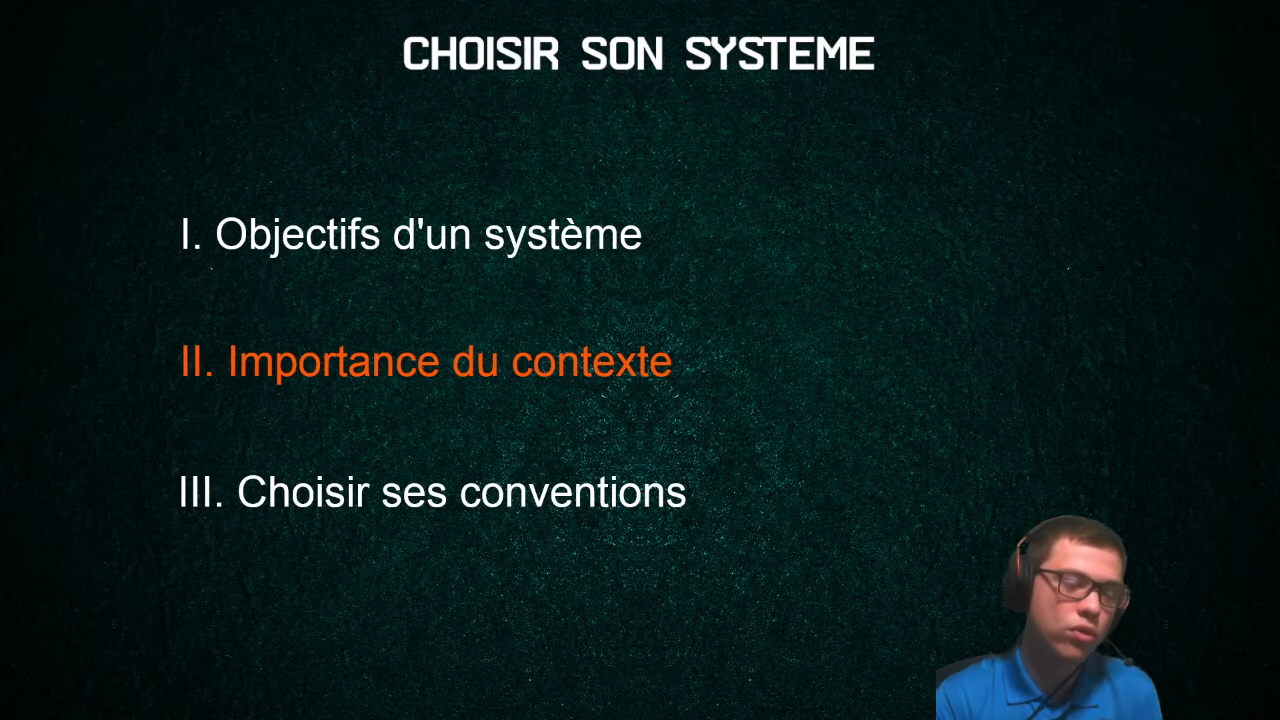 CHOISIR SON SYSTEME
I. Objectifs d'un système
II. Importance du contexte
III. Choisir ses conventions